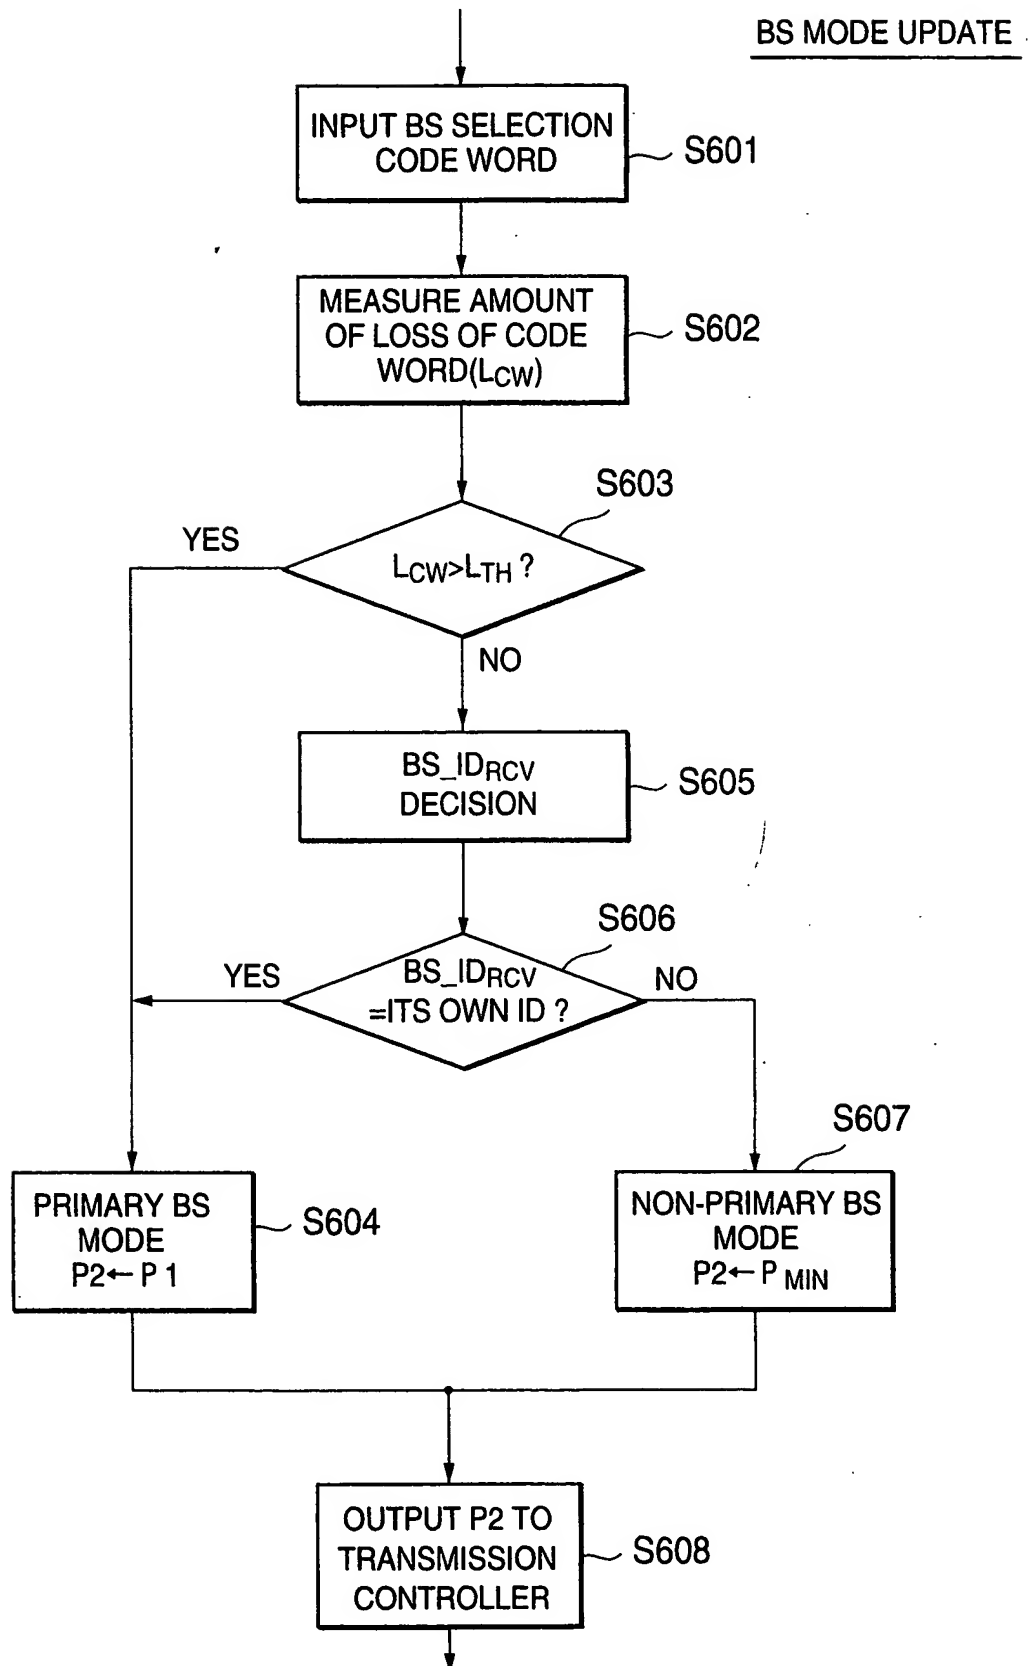 BS MODE UPDATE
INPUT BS SELECTION
CODE WORD
S601
MEASURE AMOUNT
OF LOSS OF CODE
WORD(LCW)
S602
S603
YES
LCW>LTH ?
NO
BS_IDRCV
DECISION
S605
S606
YES
BS_IDRCV
=ITS OWN ID ?
NO
S607
PRIMARY BS
MODE
P2←P1
S604
NON-PRIMARY BS
MODE
P2←PMIN
OUTPUT P2 TO
TRANSMISSION
CONTROLLER
S608